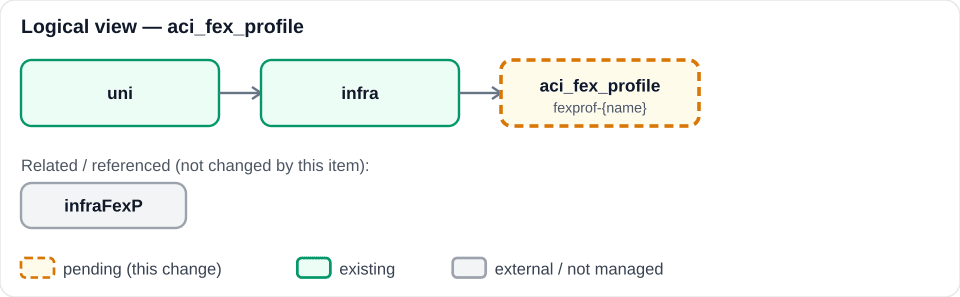 Logical view — aci_fex_profile
uni
infra
aci_fex_profile
fexprof-{name}
Related / referenced (not changed by this item):
infraFexP
pending (this change)
existing
external / not managed